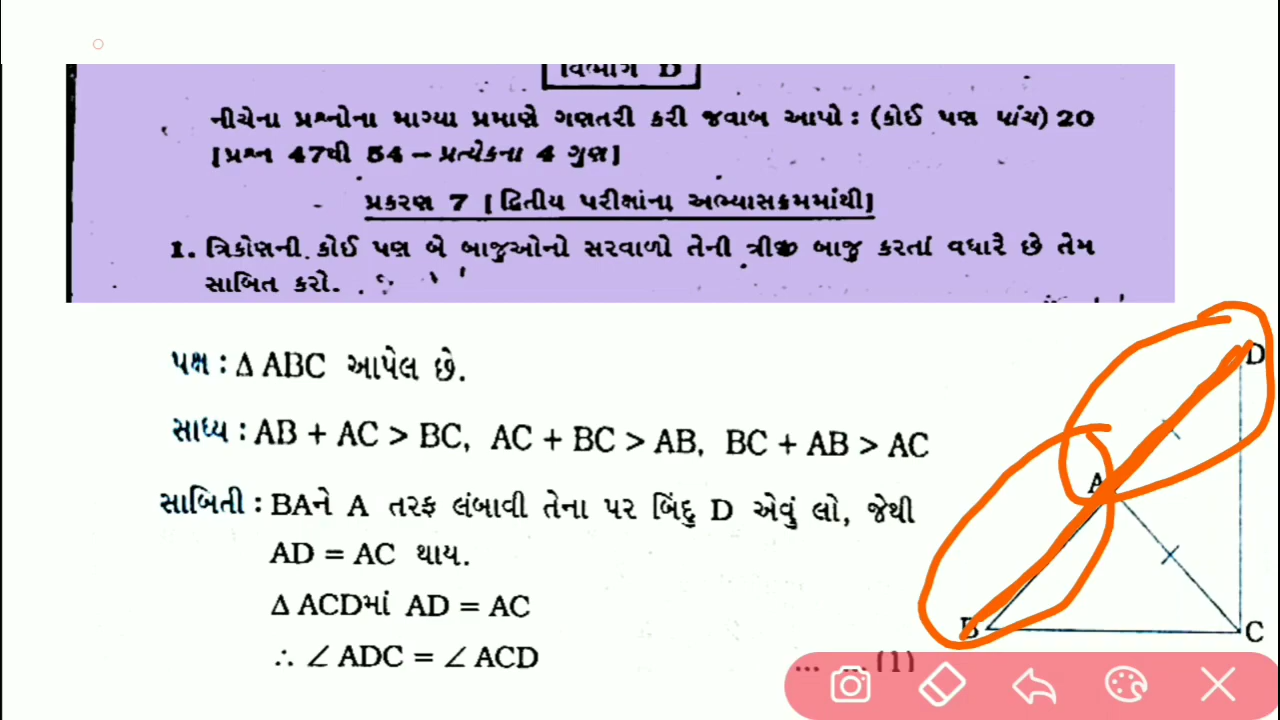 વિભાગ D
નીચેના પ્રશ્નોના માગ્યા પ્રમાણે ગણતરી કરી જવાબ આપો : (કોઈ પણ પાંચ) 20
[પ્રશ્ન 47થી 54 – પ્રત્યેકના 4 ગુણ]
પ્રકરણ 7 [દ્વિતીય પરીક્ષાંના અભ્યાસક્રમમાંથી]
1. ત્રિકોણની કોઈ પણ બે બાજુઓનો સરવાળો તેની ત્રીજી બાજુ કરતાં વધારે છે તેમ
સાબિત કરો.
પક્ષ : Δ ABC આપેલ છે.
સાધ્ય : AB + AC > BC, AC + BC > AB, BC + AB > AC
સાબિતી : BAને A તરફ લંબાવી તેના પર બિંદુ D એવું લો, જેથી
AD = AC થાય.
Δ ACDમાં AD = AC
∴ ∠ ADC = ∠ ACD ... ... (1)
D
A
B
C